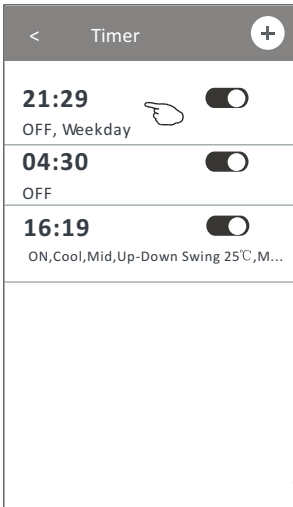 < Timer +
21:29
OFF, Weekday
04:30
OFF
16:19
ON,Cool,Mid,Up-Down Swing 25℃,M...